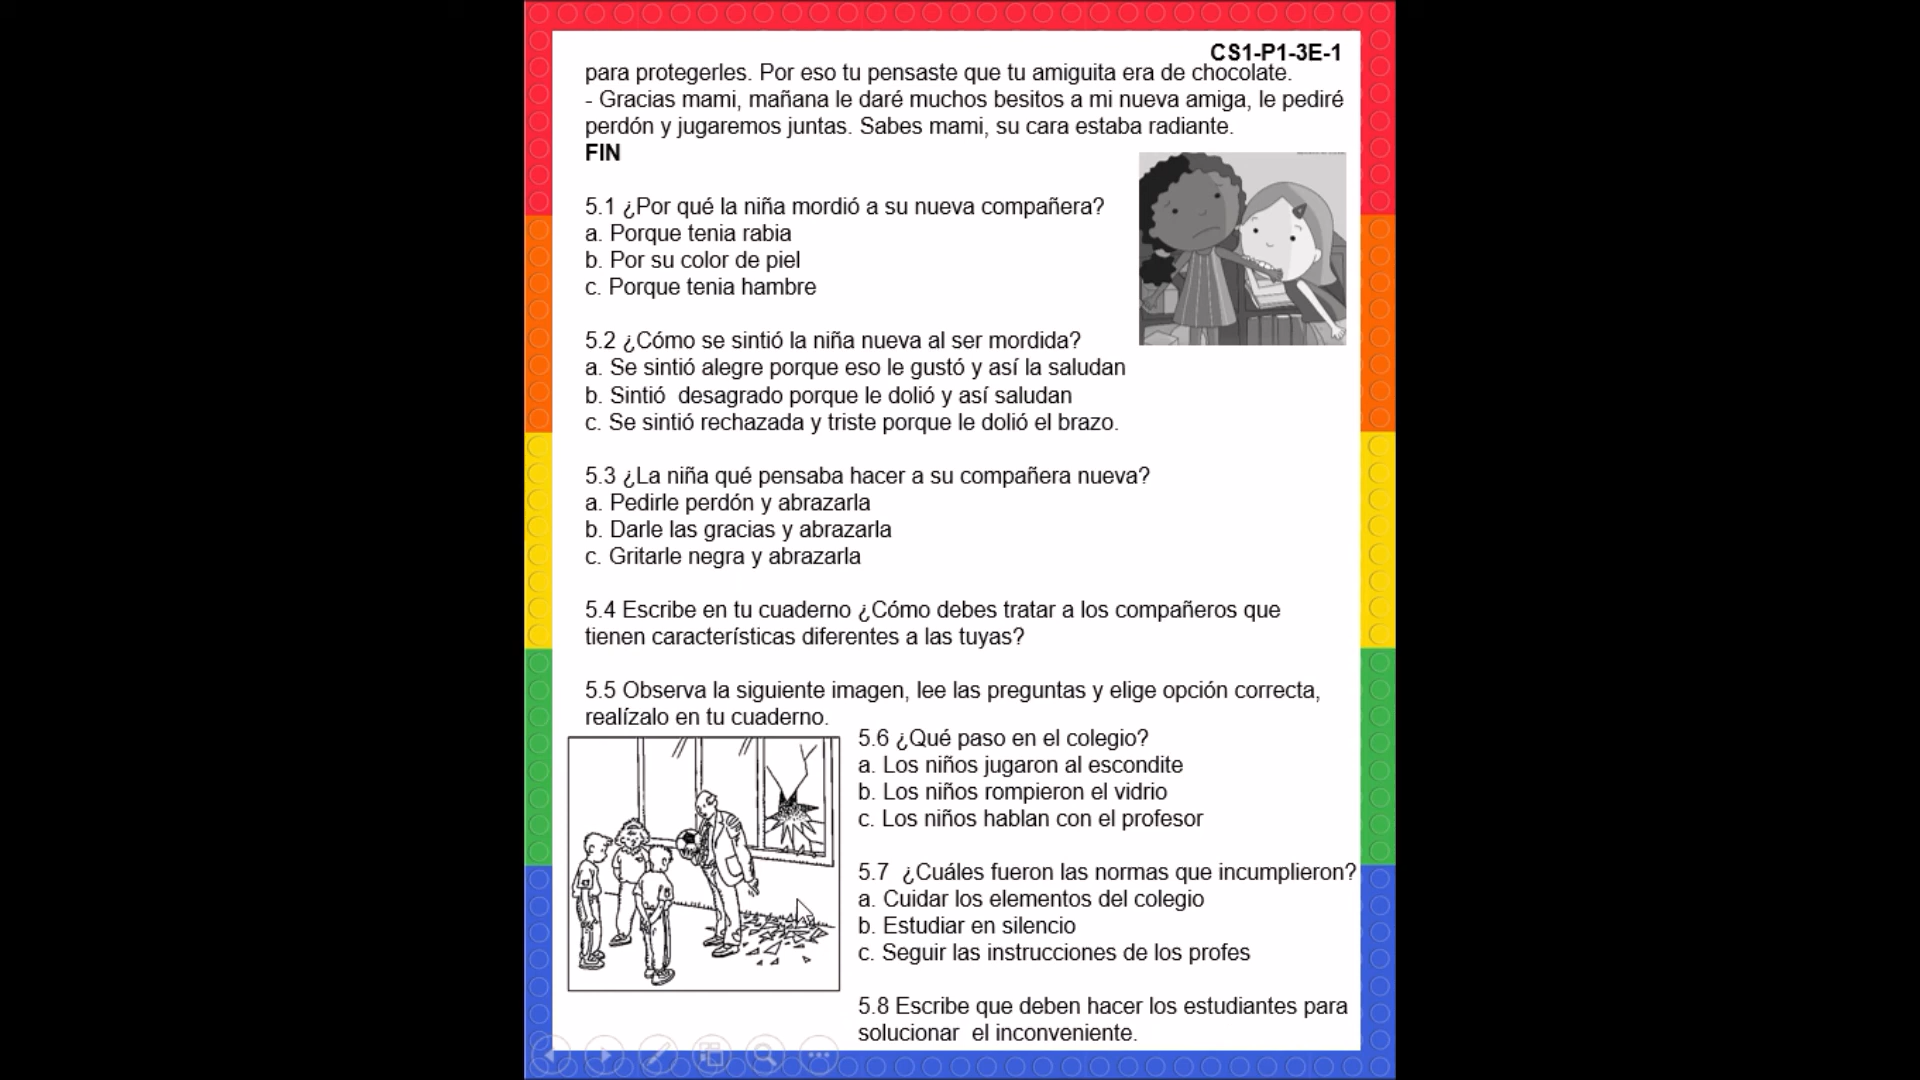 CS1-P1-3E-1
para protegerles. Por eso tu pensaste que tu amiguita era de chocolate.
- Gracias mami, mañana le daré muchos besitos a mi nueva amiga, le pediré
perdón y jugaremos juntas. Sabes mami, su cara estaba radiante.
FIN
5.1 ¿Por qué la niña mordió a su nueva compañera?
a. Porque tenia rabia
b. Por su color de piel
c. Porque tenia hambre
5.2 ¿Cómo se sintió la niña nueva al ser mordida?
a. Se sintió alegre porque eso le gustó y así la saludan
b. Sintió  desagrado porque le dolió y así saludan
c. Se sintió rechazada y triste porque le dolió el brazo.
5.3 ¿La niña qué pensaba hacer a su compañera nueva?
a. Pedirle perdón y abrazarla
b. Darle las gracias y abrazarla
c. Gritarle negra y abrazarla
5.4 Escribe en tu cuaderno ¿Cómo debes tratar a los compañeros que
tienen características diferentes a las tuyas?
5.5 Observa la siguiente imagen, lee las preguntas y elige opción correcta,
realízalo en tu cuaderno.
5.6 ¿Qué paso en el colegio?
a. Los niños jugaron al escondite
b. Los niños rompieron el vidrio
c. Los niños hablan con el profesor
5.7  ¿Cuáles fueron las normas que incumplieron?
a. Cuidar los elementos del colegio
b. Estudiar en silencio
c. Seguir las instrucciones de los profes
5.8 Escribe que deben hacer los estudiantes para
solucionar  el inconveniente.